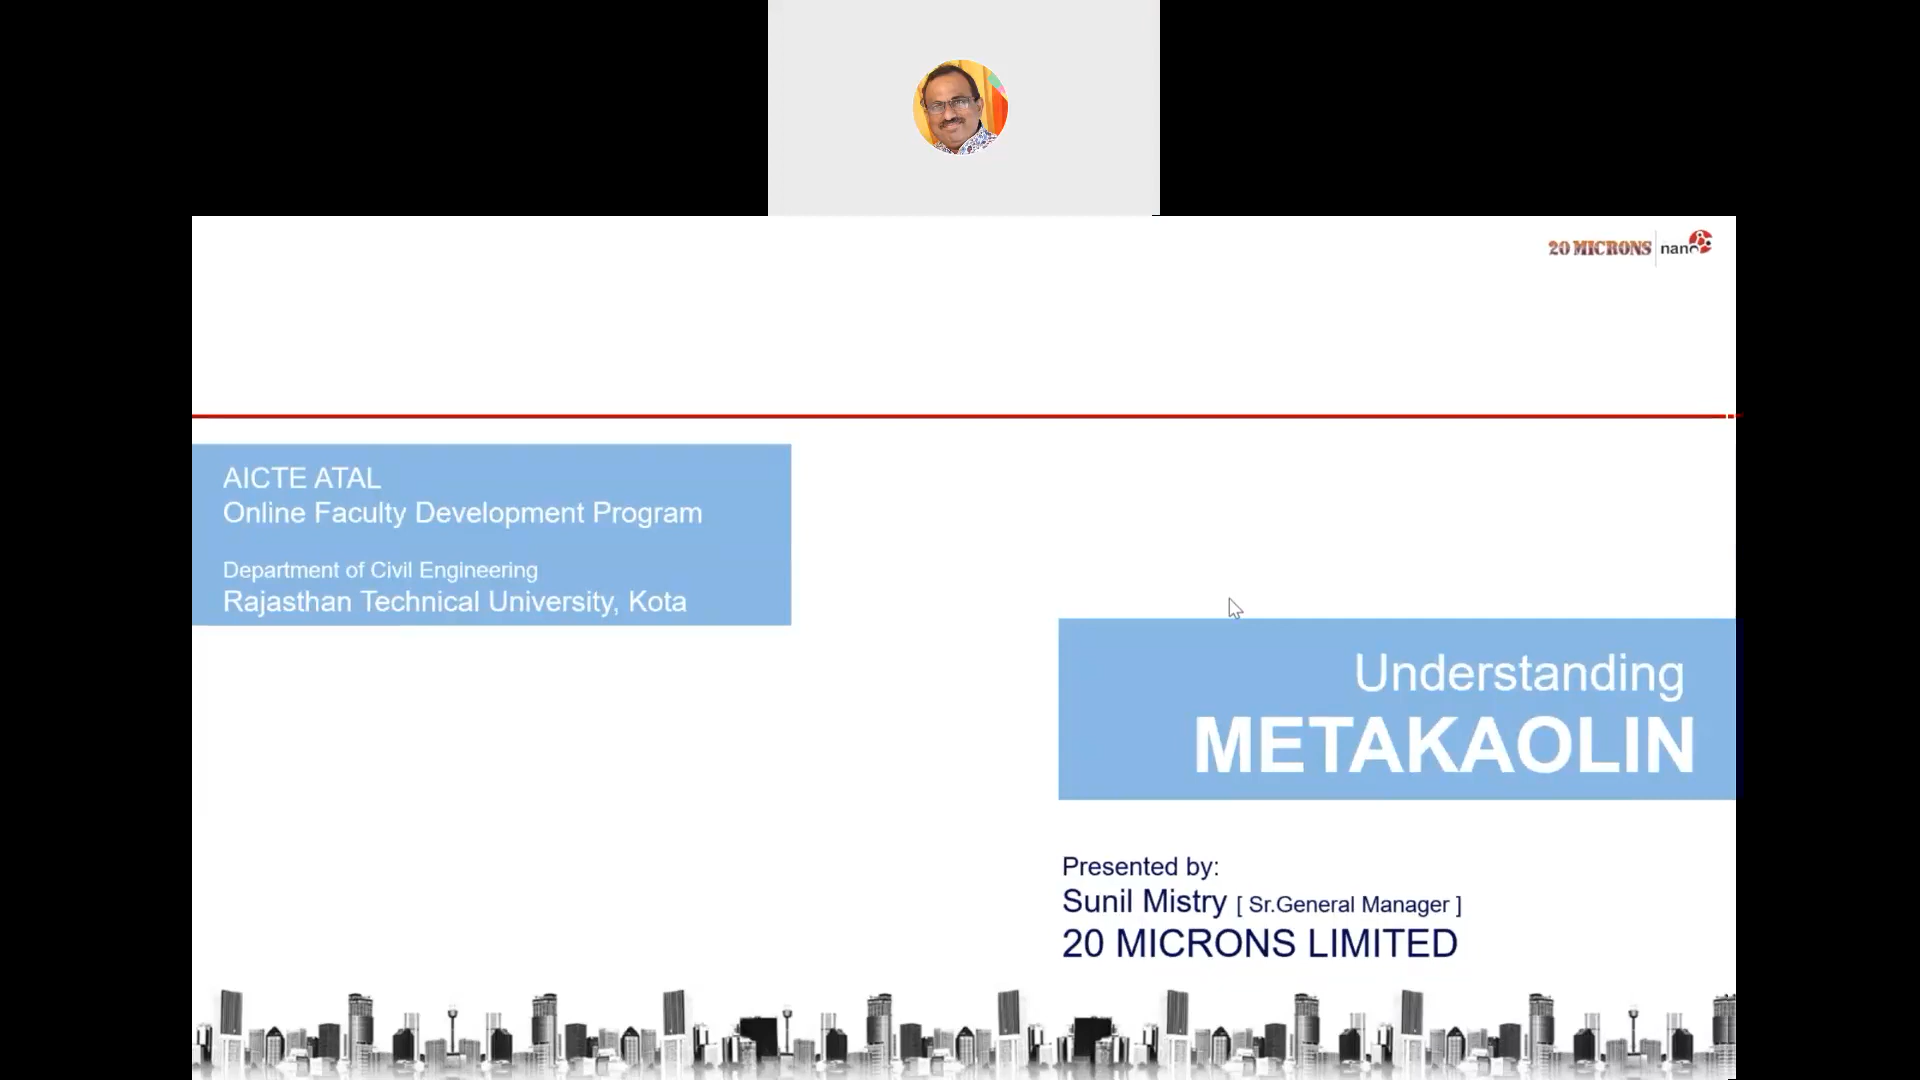 20 MICRONS nano
AICTE ATAL
Online Faculty Development Program
Department of Civil Engineering
Rajasthan Technical University, Kota
Understanding
METAKAOLIN
Presented by:
Sunil Mistry [ Sr.General Manager ]
20 MICRONS LIMITED